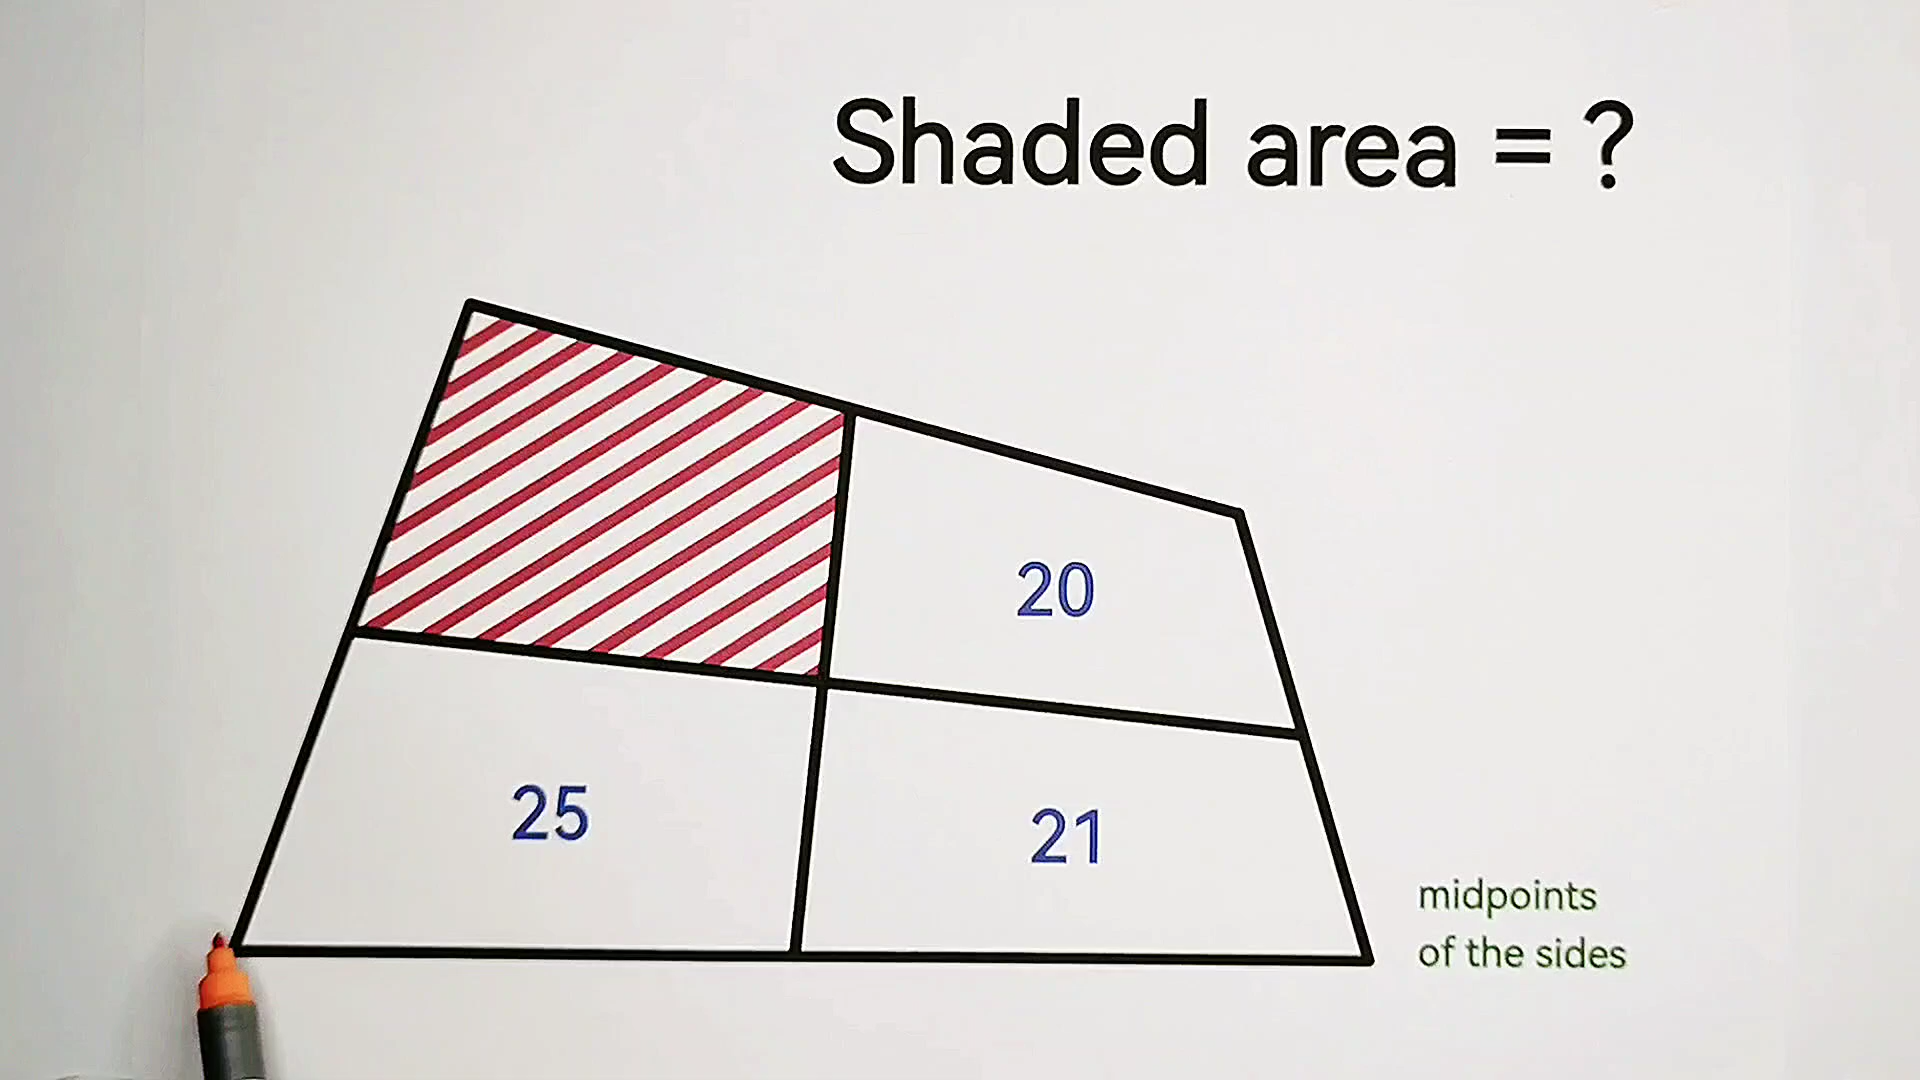 Shaded area = ?
20
25
21
midpoints
of the sides